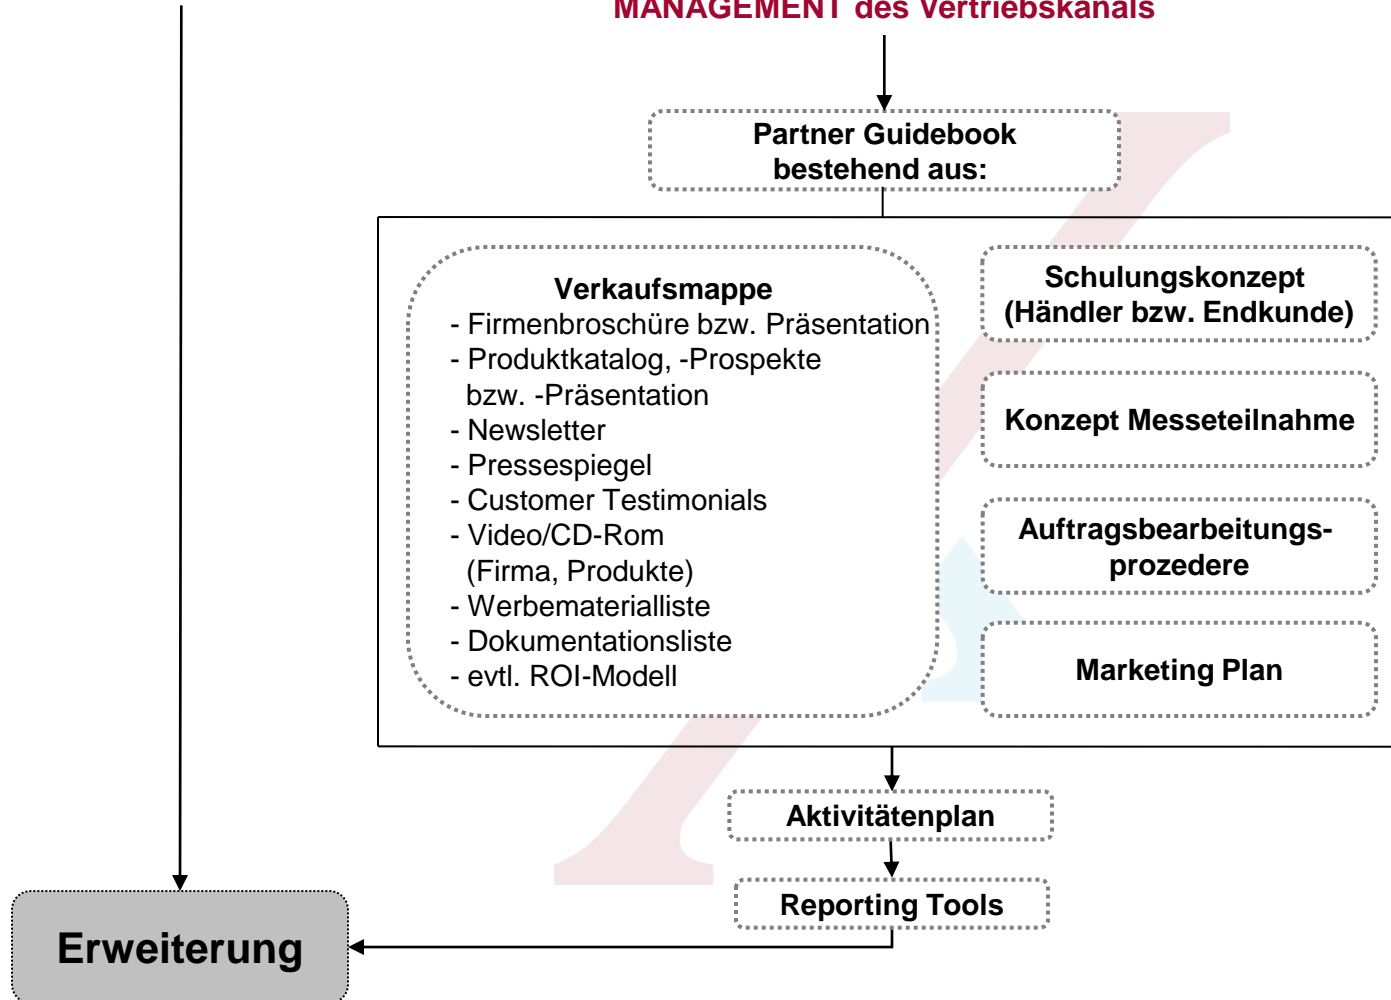 MANAGEMENT des Vertriebskanals
Partner Guidebook
bestehend aus:
Verkaufsmappe
- Firmenbroschüre bzw. Präsentation
- Produktkatalog, -Prospekte
bzw. -Präsentation
- Newsletter
- Pressespiegel
- Customer Testimonials
- Video/CD-Rom
(Firma, Produkte)
- Werbematerialliste
- Dokumentationsliste
- evtl. ROI-Modell
Schulungskonzept
(Händler bzw. Endkunde)
Konzept Messeteilnahme
Auftragsbearbeitungs-
prozedere
Marketing Plan
Aktivitätenplan
Reporting Tools
Erweiterung